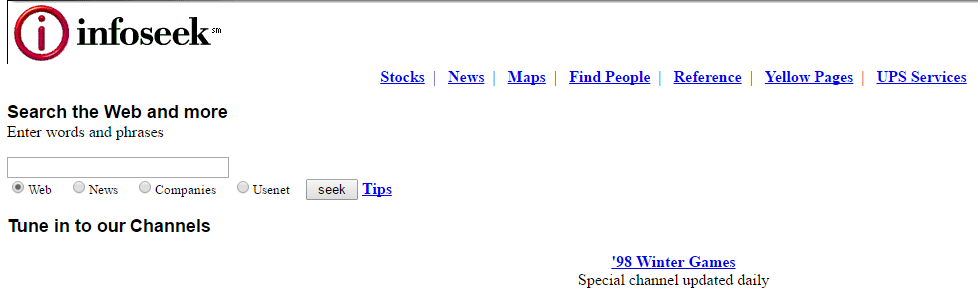 infoseek℠
Stocks | News | Maps | Find People | Reference | Yellow Pages | UPS Services
Search the Web and more
Enter words and phrases
Web News Companies Usenet seek Tips
Tune in to our Channels
'98 Winter Games
Special channel updated daily